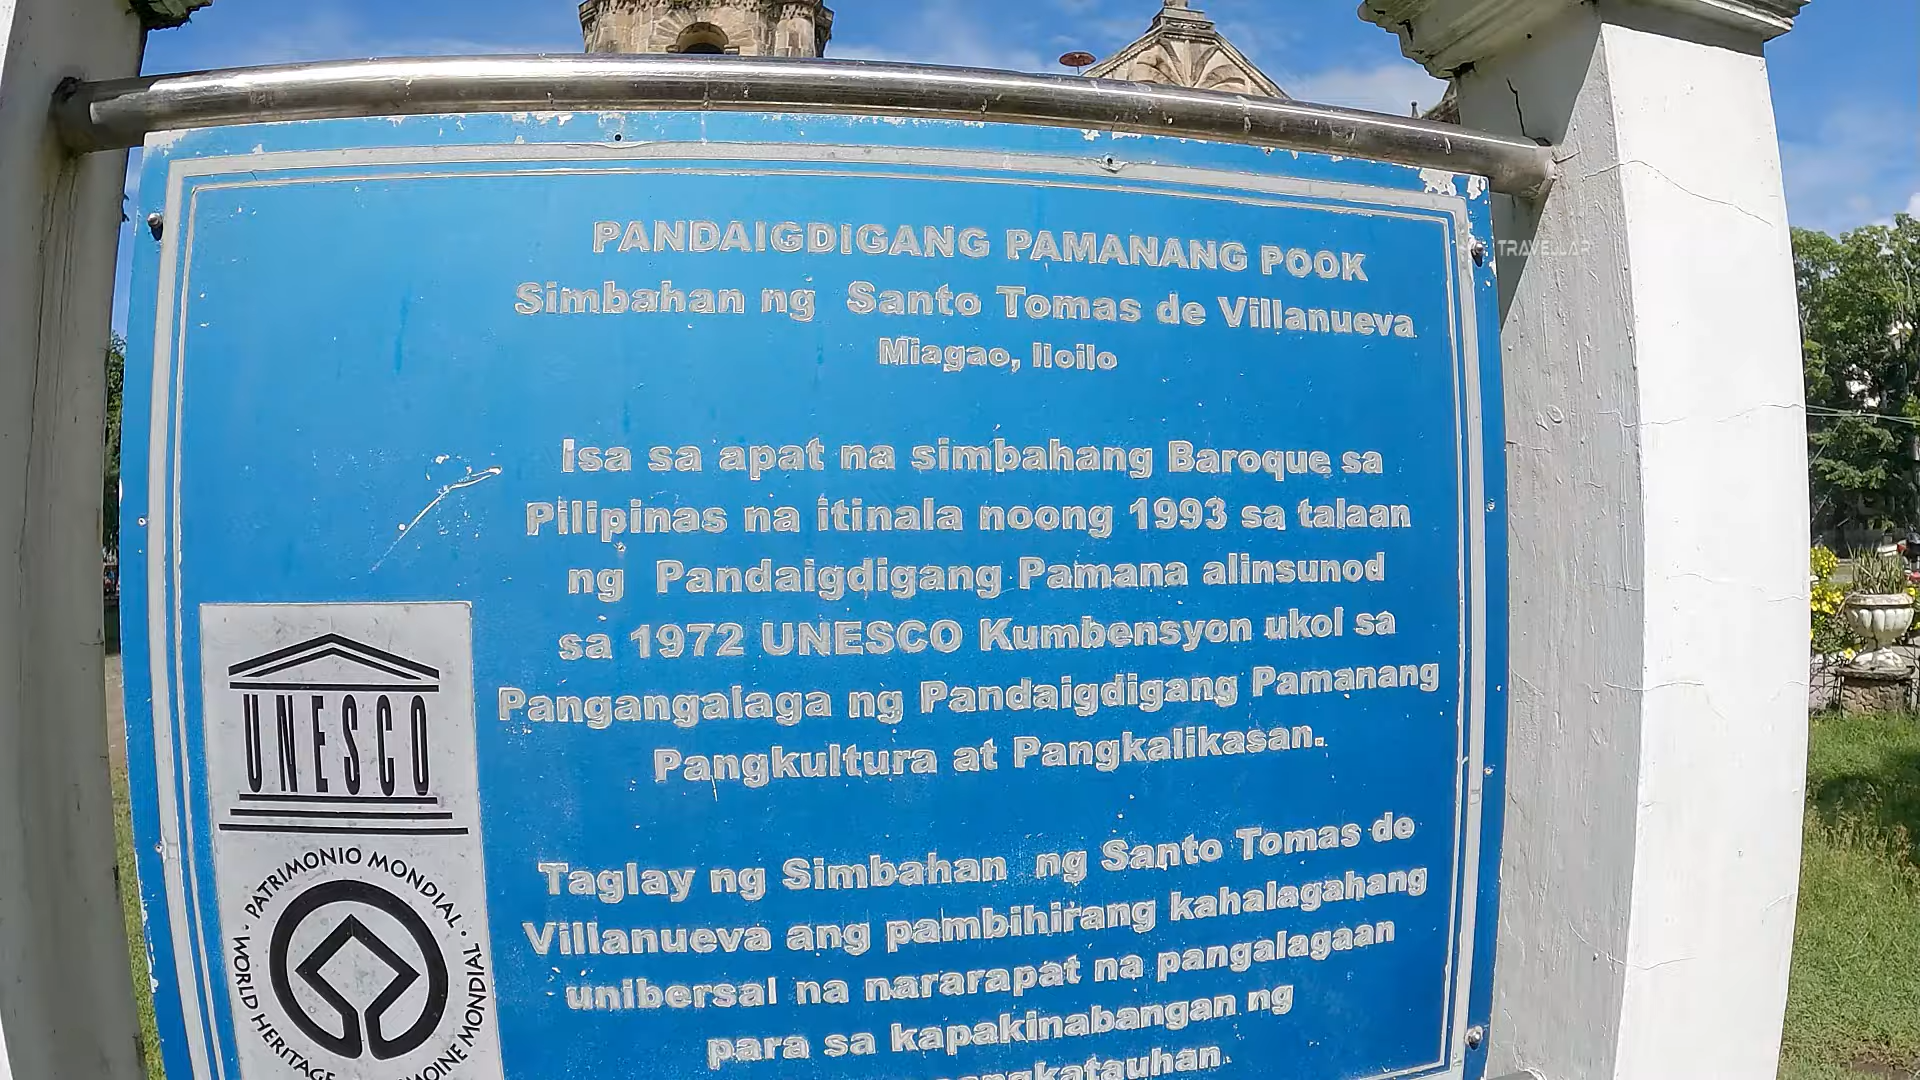 PANDAIGDIGANG PAMANANG POOK
Simbahan ng Santo Tomas de Villanueva
Miagao, Iloilo
Isa sa apat na simbahang Baroque sa
Pilipinas na itinala noong 1993 sa talaan
ng Pandaigdigang Pamana alinsunod
sa 1972 UNESCO Kumbensyon ukol sa
Pangangalaga ng Pandaigdigang Pamanang
Pangkultura at Pangkalikasan.
Taglay ng Simbahan ng Santo Tomas de
Villanueva ang pambihirang kahalagahang
unibersal na nararapat na pangalagaan
para sa kapakinabangan ng
UNESCO
PATRIMONIO MONDIAL
WORLD HERITAGE
MONDIAL
TRAVELLAR